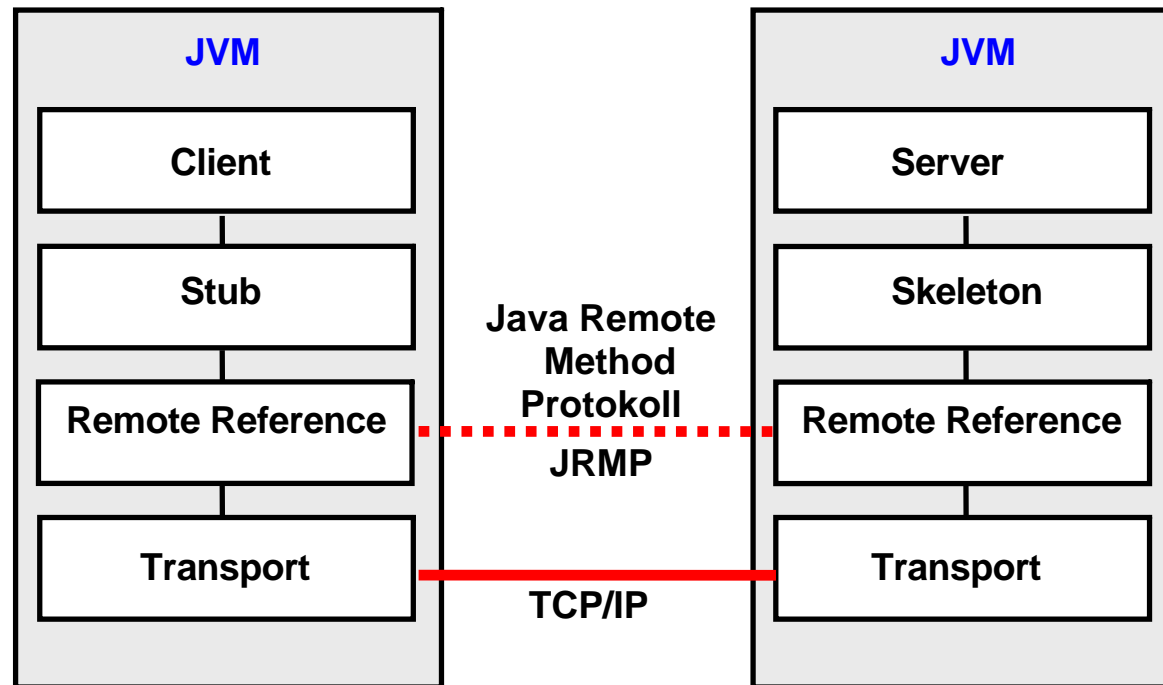 JVM
Client
Stub
Remote Reference
Transport
Java Remote
Method
Protokoll
JRMP
TCP/IP
JVM
Server
Skeleton
Remote Reference
Transport